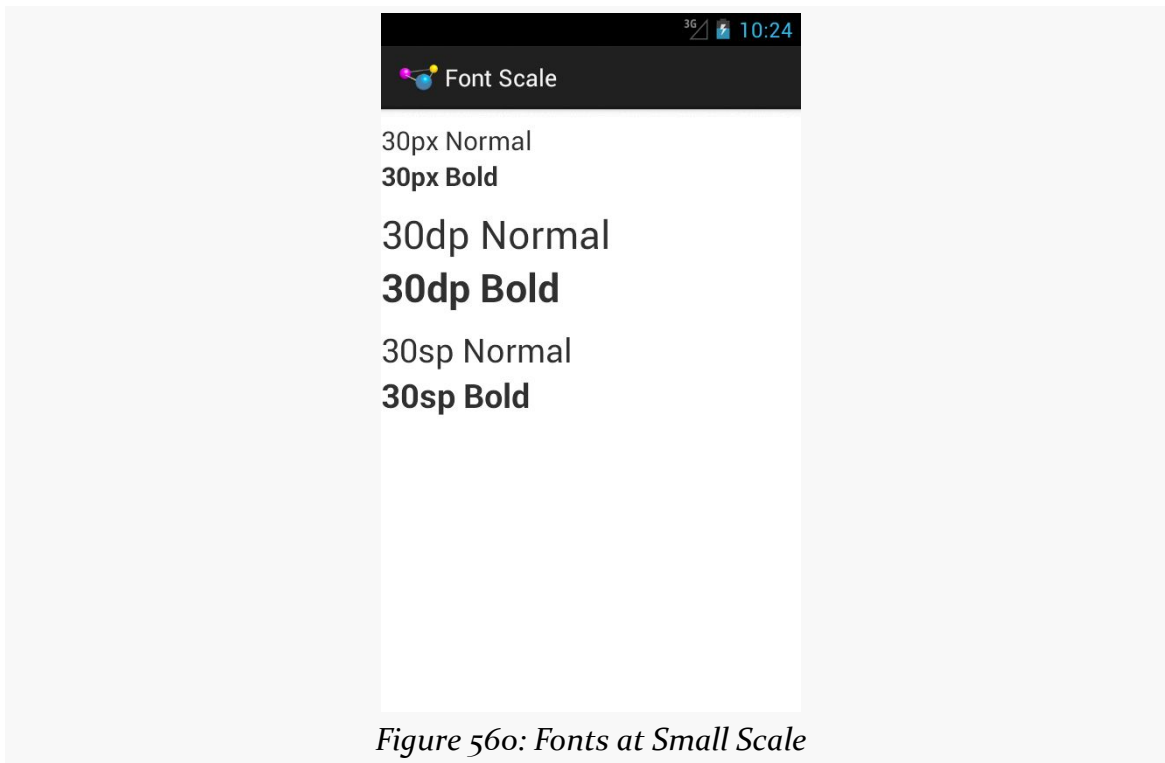 3G 10:24
Font Scale
30px Normal
30px Bold
30dp Normal
30dp Bold
30sp Normal
30sp Bold
Figure 560: Fonts at Small Scale